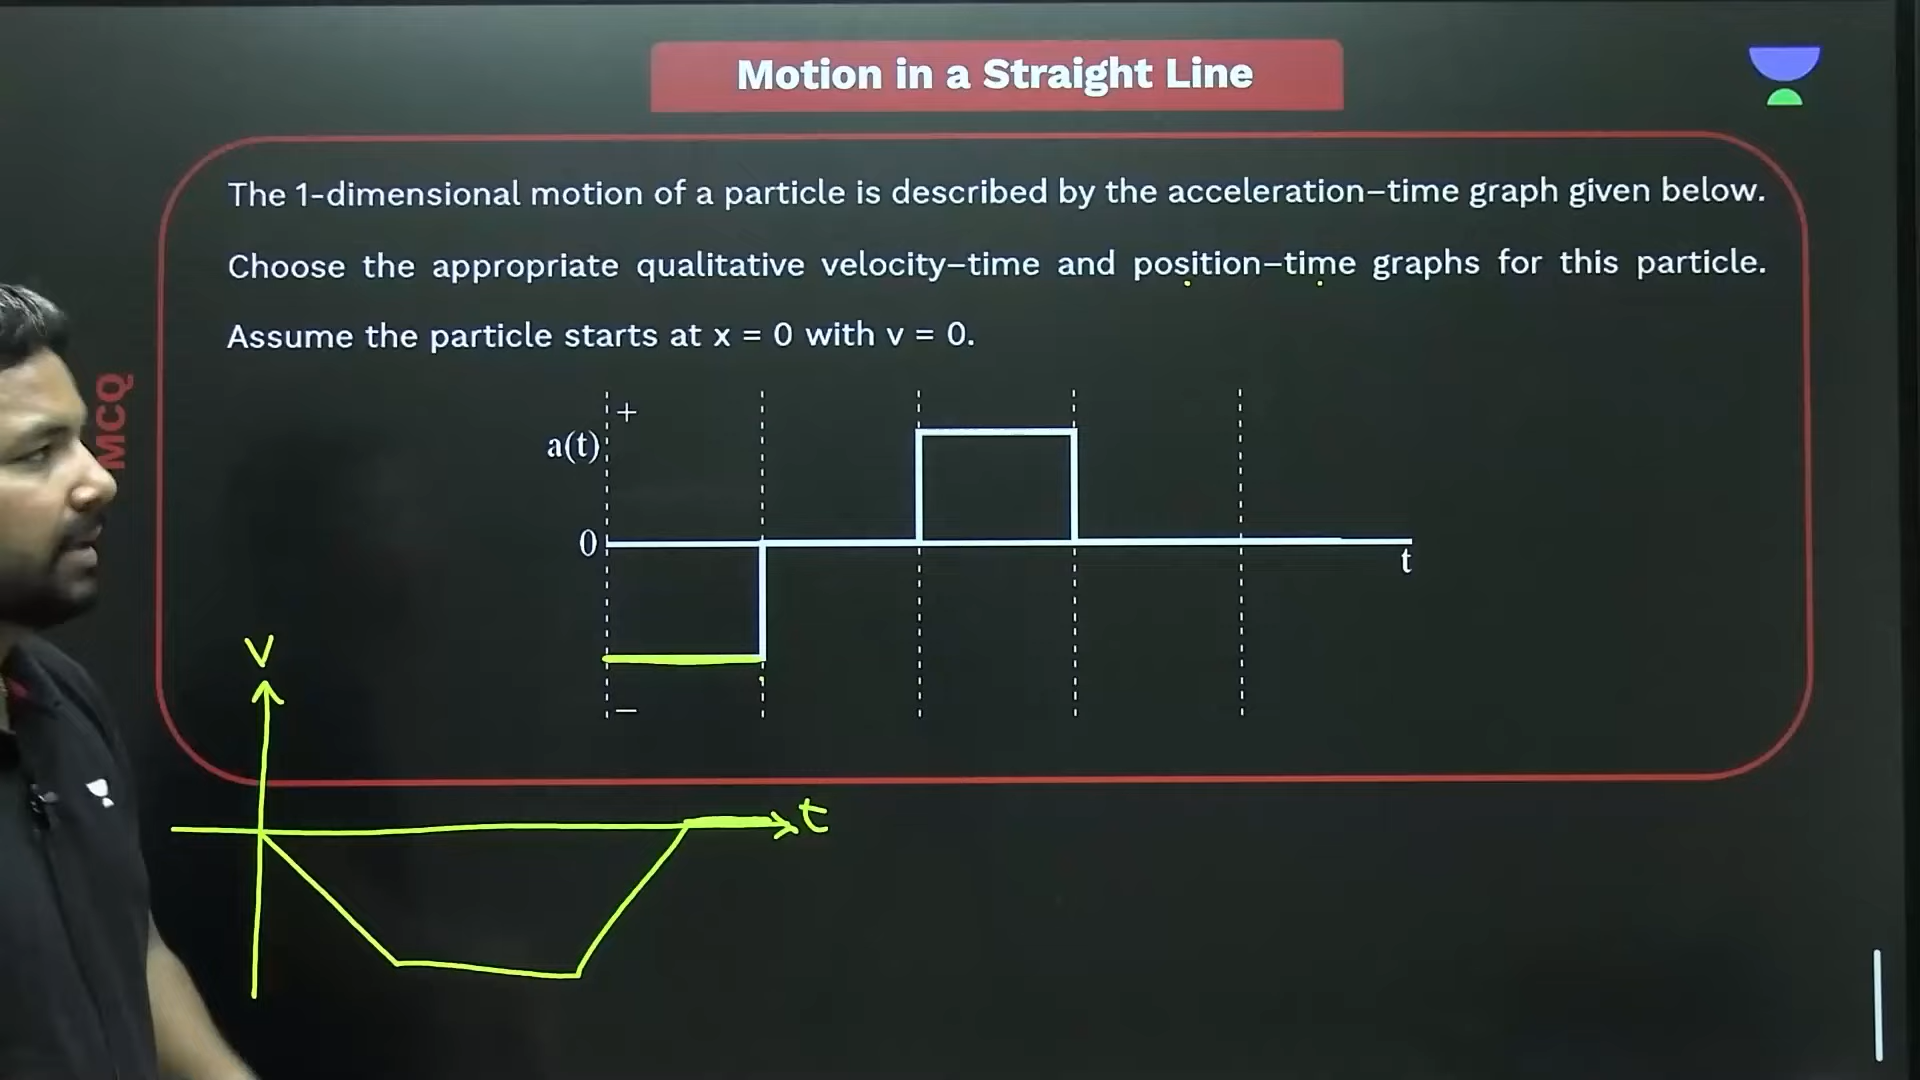 Motion in a Straight Line
The 1-dimensional motion of a particle is described by the acceleration–time graph given below.
Choose the appropriate qualitative velocity–time and position–time graphs for this particle.
Assume the particle starts at x = 0 with v = 0.
MCQ
+
a(t)
0
t
–
v
t